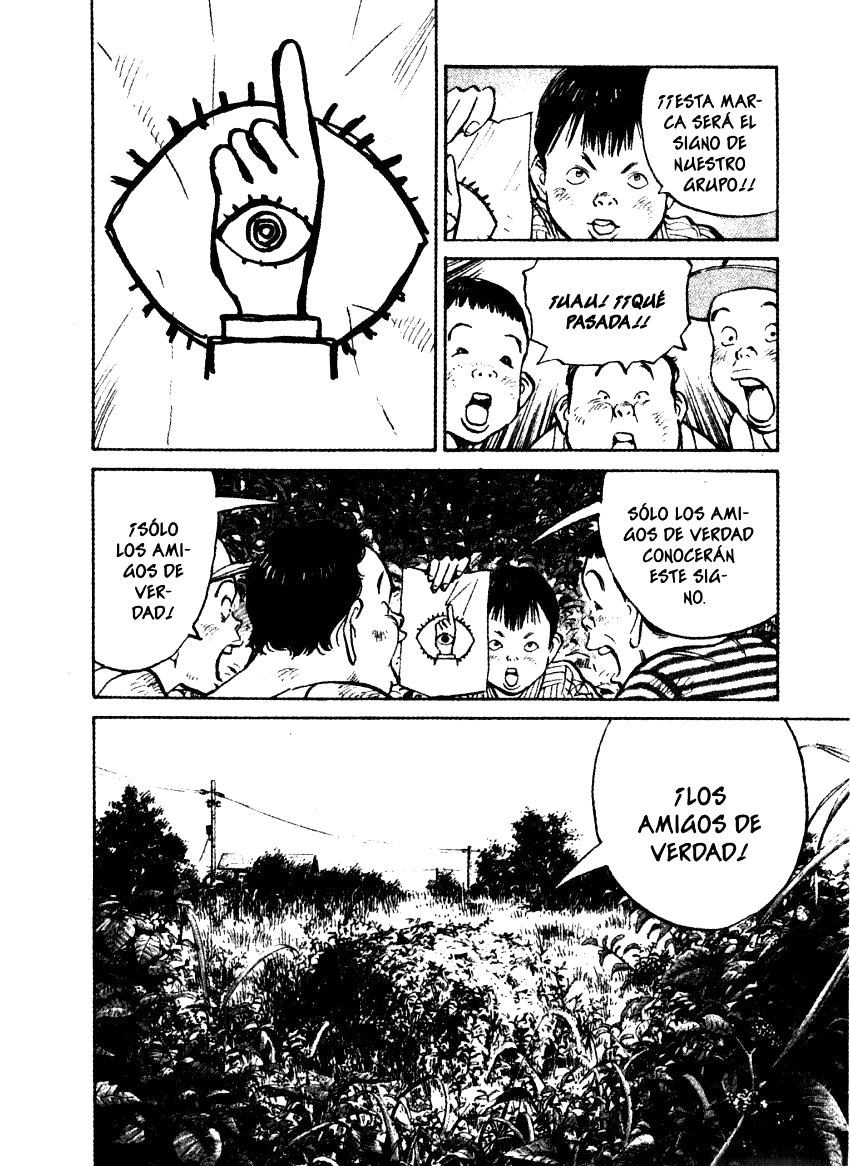 ¡¡ESTA MAR-
CA SERÁ EL
SIGNO DE
NUESTRO
GRUPO!!
¡UAU! ¡¡QUÉ
PASADA!!
SÓLO LOS AMI-
GOS DE VERDAD
CONOCERÁN
ESTE SIG-
NO.
¡SÓLO
LOS AMI-
GOS DE
VER-
DAD!
¡LOS
AMIGOS DE
VERDAD!